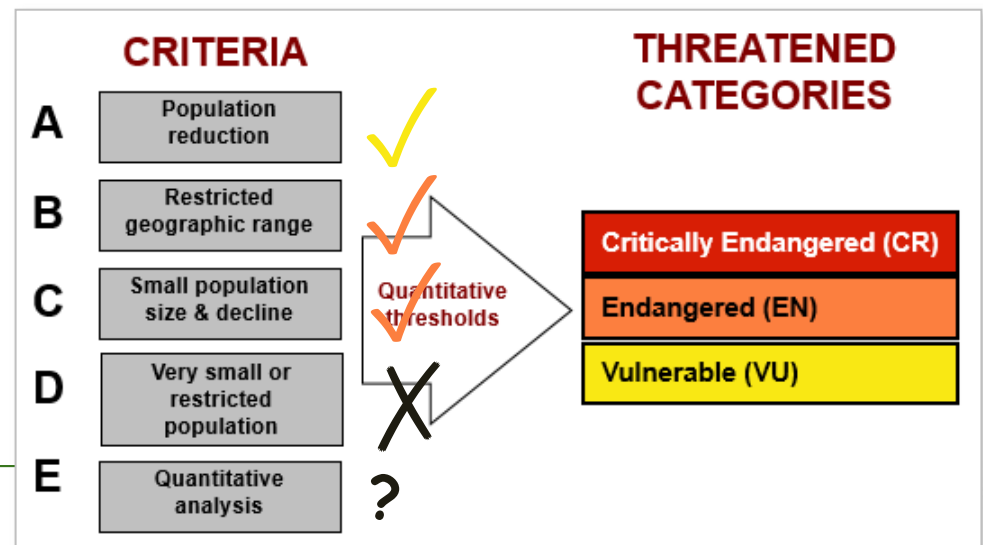 CRITERIA
THREATENED
CATEGORIES
A
Population
reduction
B
Restricted
geographic range
C
Small population
size & decline
D
Very small or
restricted
population
E
Quantitative
analysis
?
Quantitative
thresholds
Critically Endangered (CR)
Endangered (EN)
Vulnerable (VU)